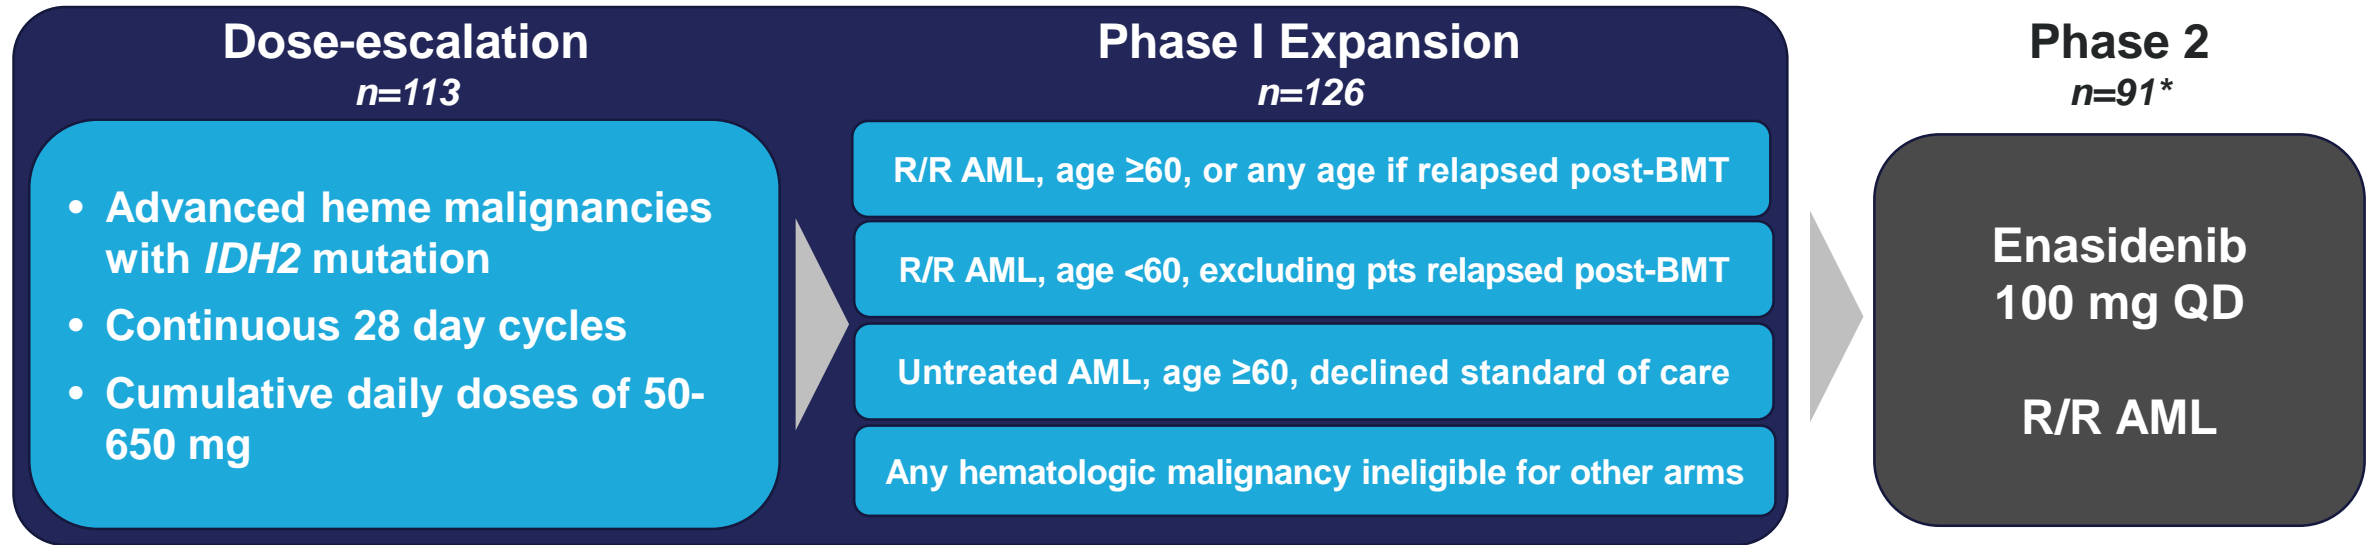 Dose-escalation
n=113
• Advanced heme malignancies
with IDH2 mutation
• Continuous 28 day cycles
• Cumulative daily doses of 50-
650 mg
Phase I Expansion
n=126
R/R AML, age ≥60, or any age if relapsed post-BMT
R/R AML, age <60, excluding pts relapsed post-BMT
Untreated AML, age ≥60, declined standard of care
Any hematologic malignancy ineligible for other arms
Phase 2
n=91*
Enasidenib
100 mg QD
R/R AML